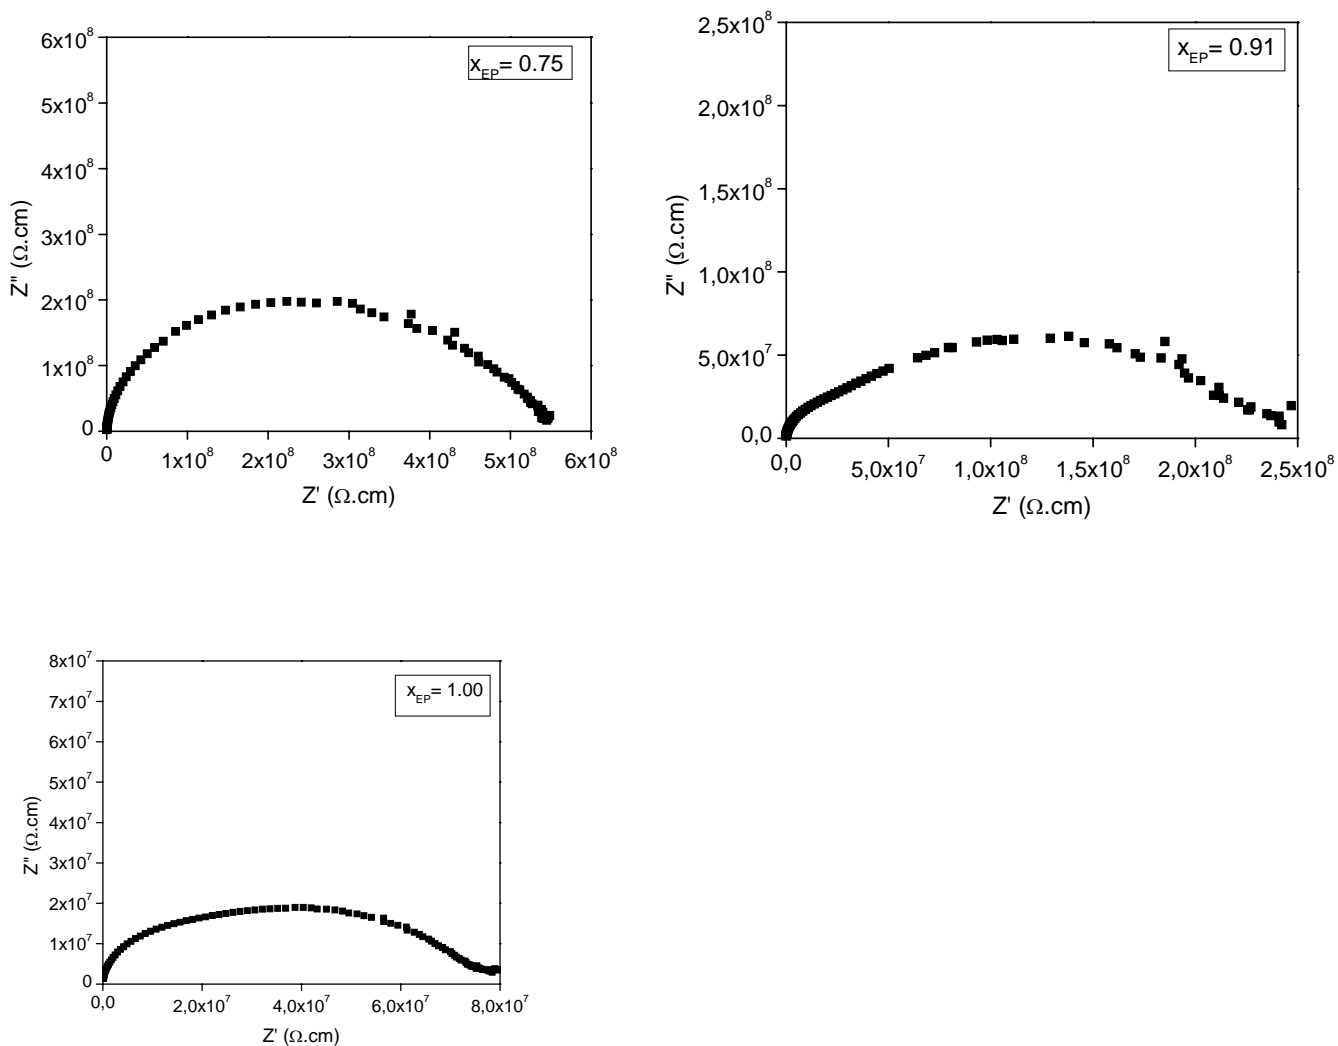 x_EP= 0.75
6x10^8
5x10^8
4x10^8
3x10^8
2x10^8
1x10^8
0
Z" (Ω.cm)
0 1x10^8 2x10^8 3x10^8 4x10^8 5x10^8 6x10^8
Z' (Ω.cm)
x_EP= 0.91
2,5x10^8
2,0x10^8
1,5x10^8
1,0x10^8
5,0x10^7
0,0
Z" (Ω.cm)
0,0 5,0x10^7 1,0x10^8 1,5x10^8 2,0x10^8 2,5x10^8
Z' (Ω.cm)
x_EP= 1.00
8x10^7
7x10^7
6x10^7
5x10^7
4x10^7
3x10^7
2x10^7
1x10^7
0
Z" (Ω.cm)
0,0 2,0x10^7 4,0x10^7 6,0x10^7 8,0x10^7
Z' (Ω.cm)